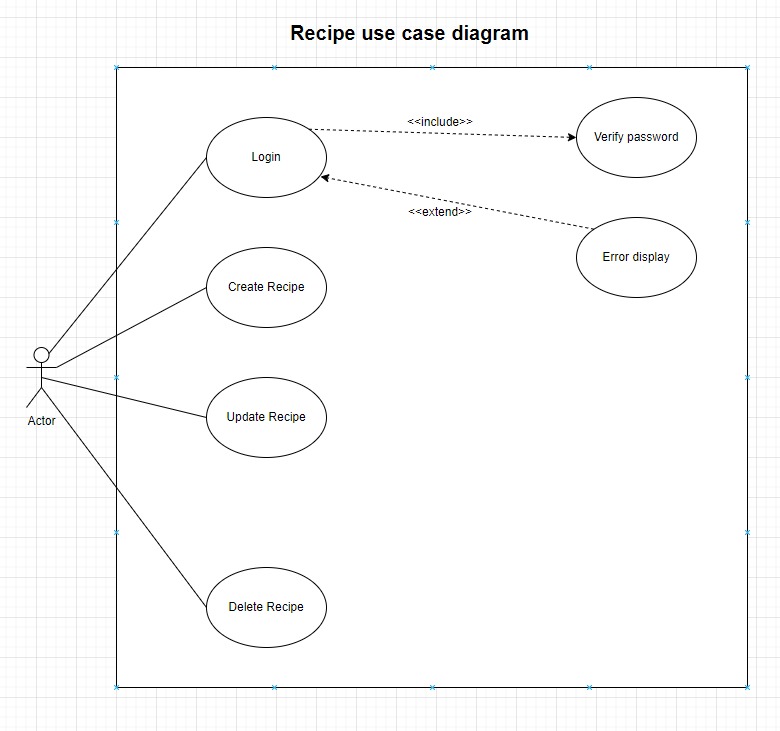 Recipe use case diagram
<<include>>
Verify password
Login
<<extend>>
Error display
Create Recipe
Actor
Update Recipe
Delete Recipe